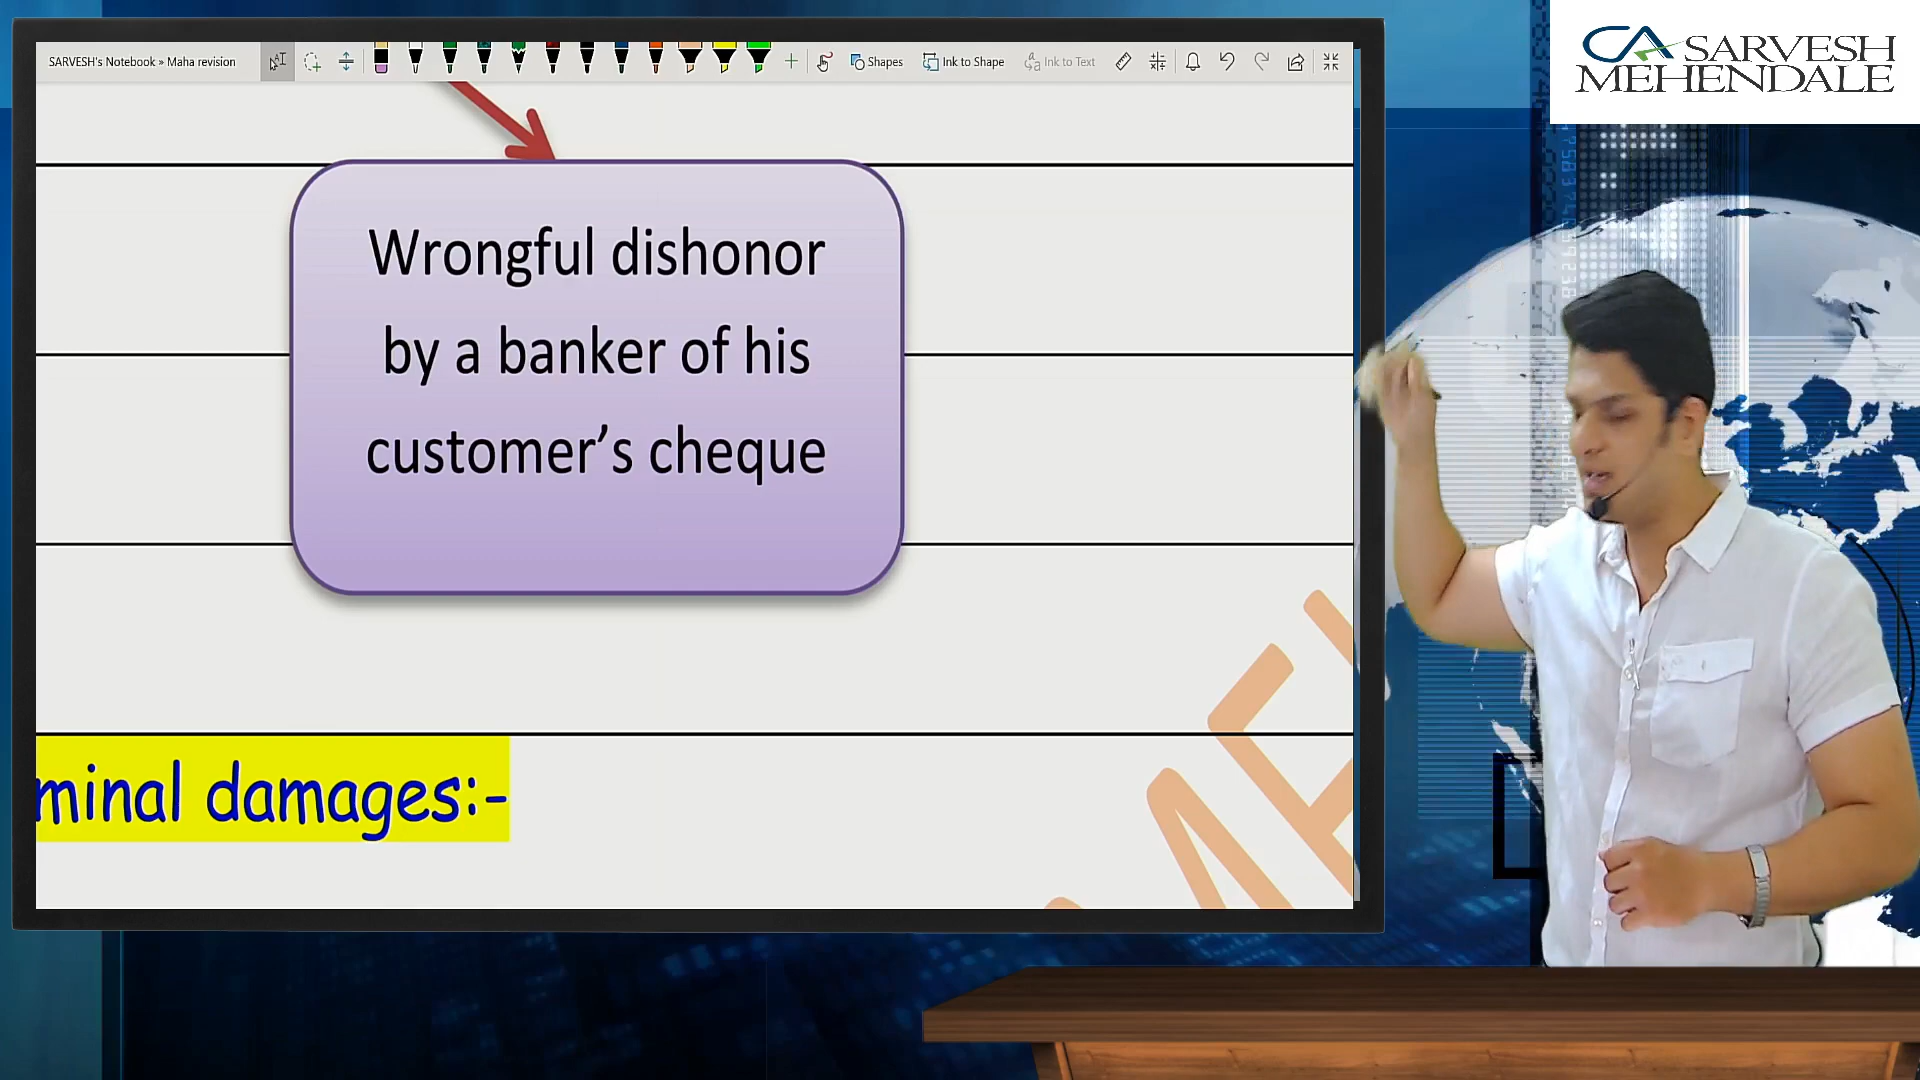 SARVESH's Notebook » Maha revision
Shapes
Ink to Shape
Ink to Text
CA SARVESH
MEHENDALE
Wrongful dishonor
by a banker of his
customer’s cheque
minal damages:-
ME